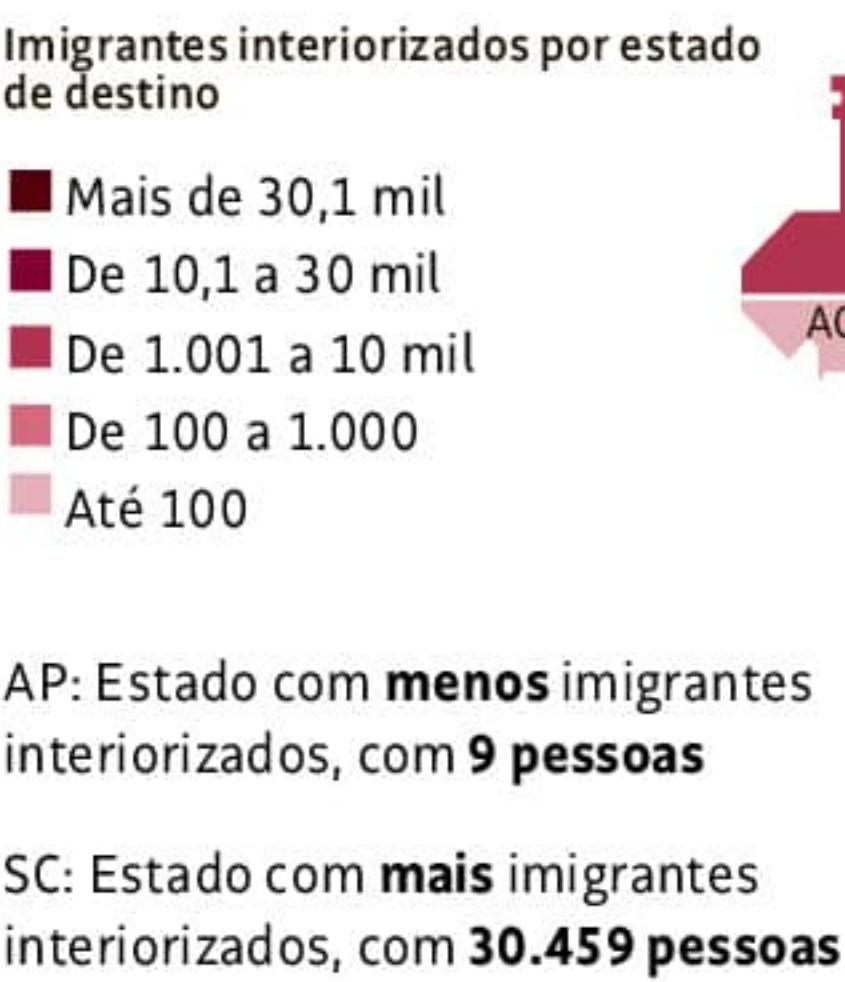 Imigrantes interiorizados por estado
de destino
Mais de 30,1 mil
De 10,1 a 30 mil
De 1.001 a 10 mil
De 100 a 1.000
Até 100
AP: Estado com menos imigrantes
interiorizados, com 9 pessoas
SC: Estado com mais imigrantes
interiorizados, com 30.459 pessoas